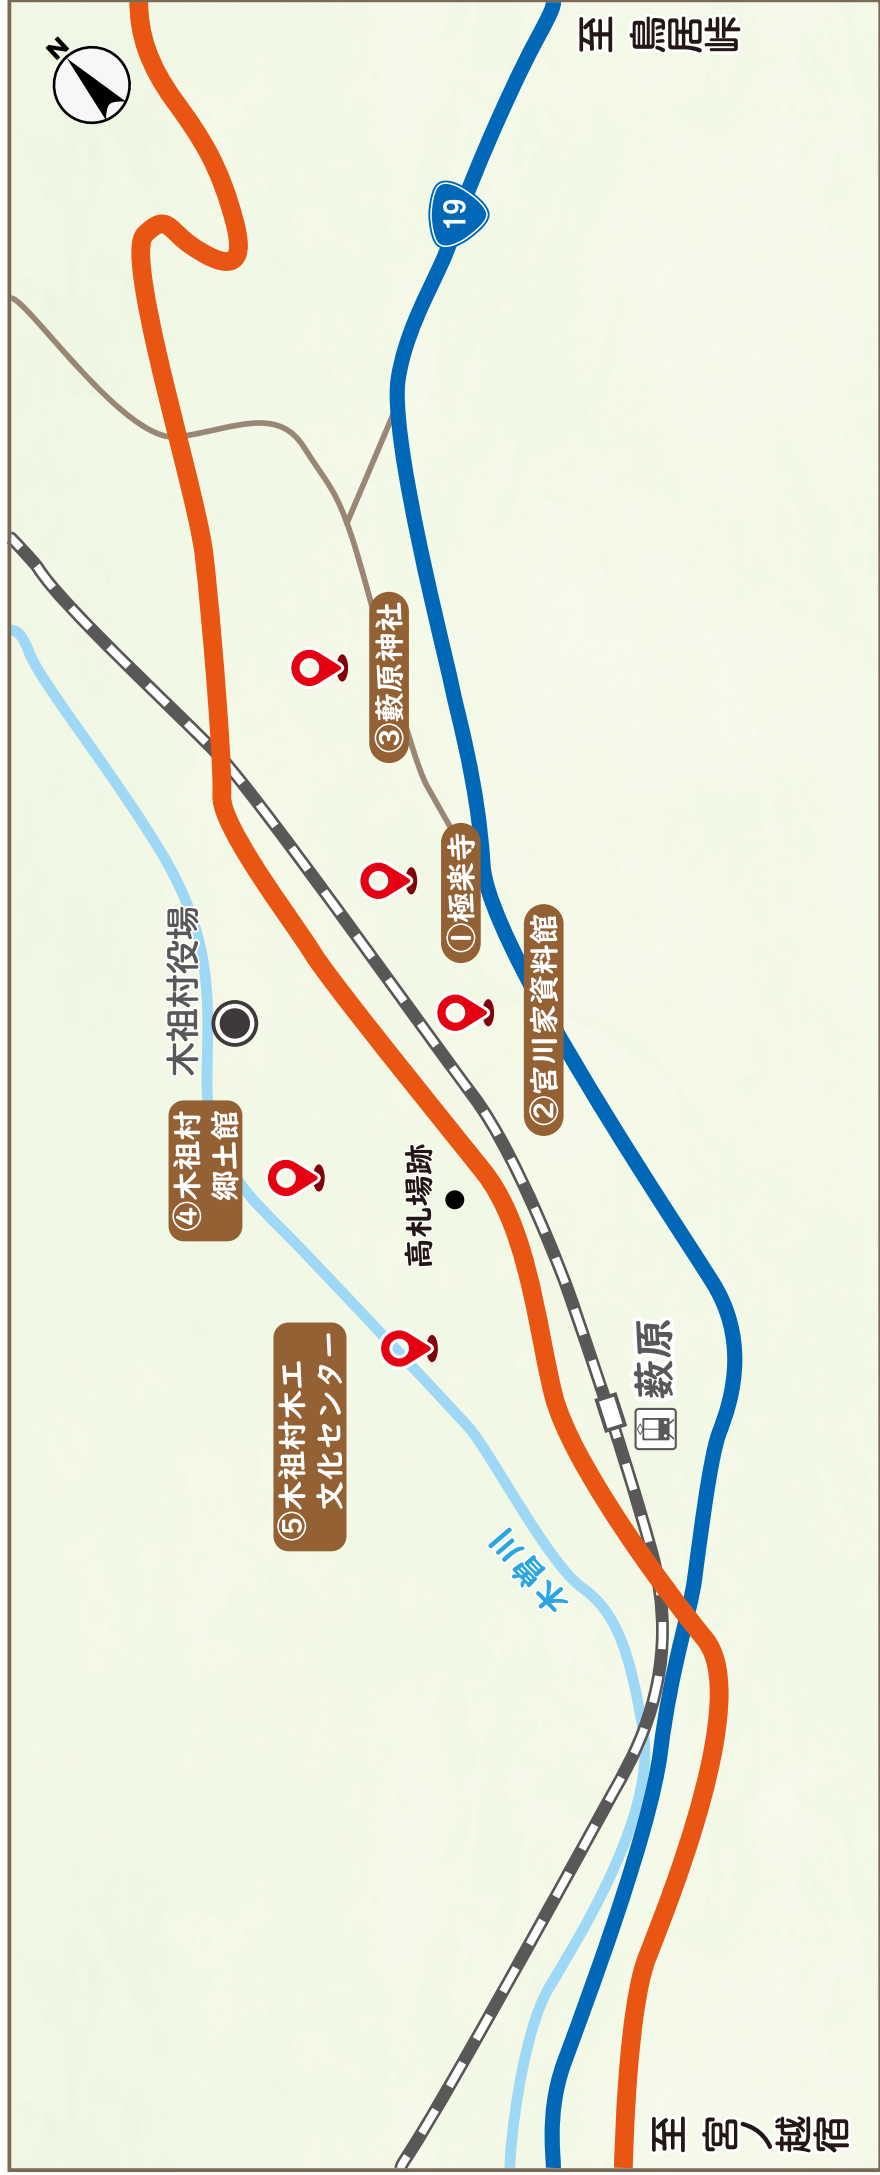 N
至
鳥居峠
19
③藪原神社
①極楽寺
②宮川家資料館
木祖村役場
④木祖村
郷土館
高札場跡
⑤木祖村木工
文化センター
藪原
木曽川
至
宮ノ越宿